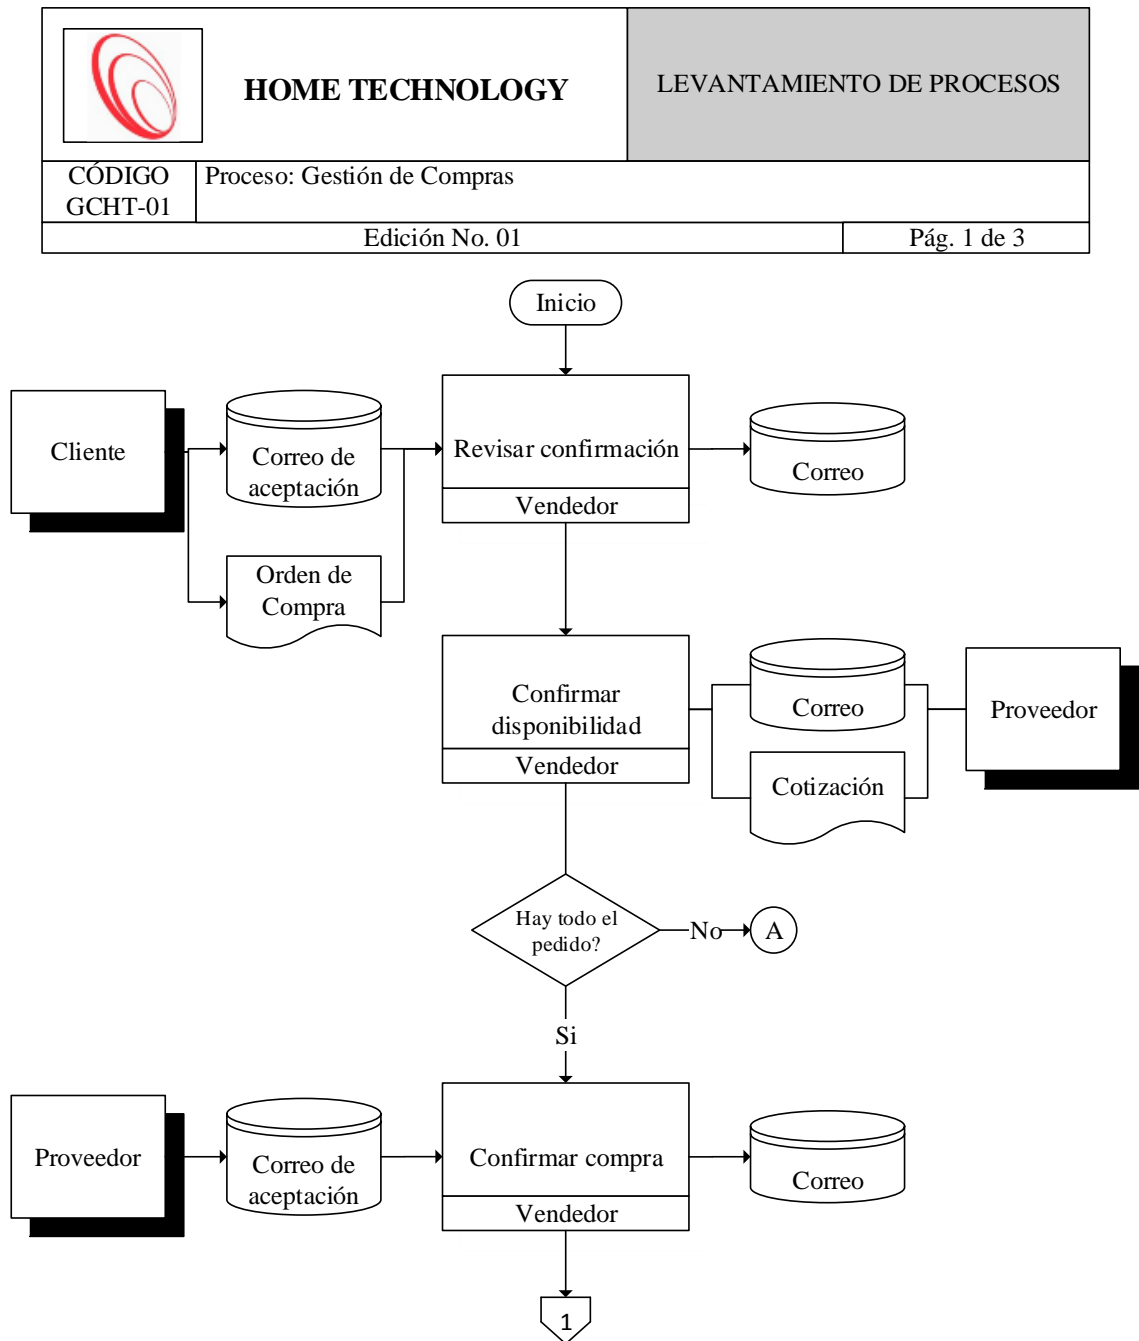 HOME TECHNOLOGY
LEVANTAMIENTO DE PROCESOS
CÓDIGO
GCHT-01
Proceso: Gestión de Compras
Edición No. 01
Pág. 1 de 3
Inicio
Cliente
Correo de
aceptación
Revisar confirmación
Vendedor
Correo
Orden de
Compra
Confirmar
disponibilidad
Vendedor
Correo
Proveedor
Cotización
Hay todo el
pedido?
No
A
Si
Proveedor
Correo de
aceptación
Confirmar compra
Vendedor
Correo
1